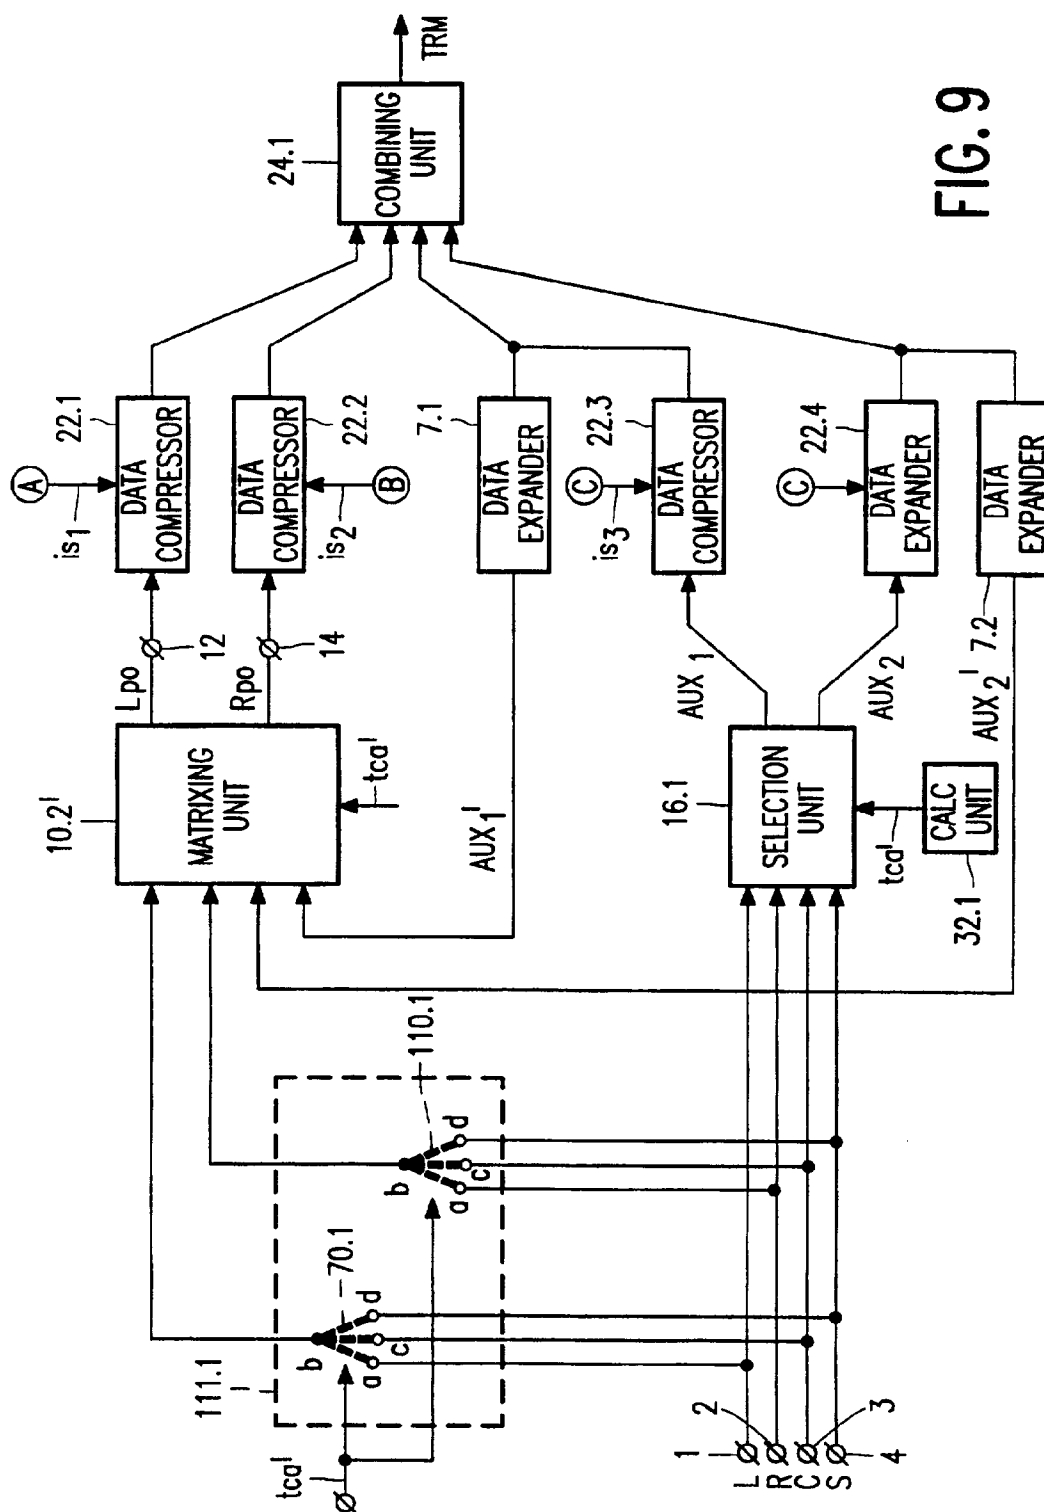 FIG. 9
tca'
111.1
70.1
b
a
c
d
110.1
b
a
c
d
1
2
L
R
C
S
3
4
10.2'
MATRIXING
UNIT
tca'
Lpo
12
Rpo
14
AUX1'
16.1
SELECTION
UNIT
tca'
CALC
UNIT
32.1
AUX1
AUX2
AUX2'
A
is1
DATA
COMPRESSOR
22.1
DATA
COMPRESSOR
22.2
is2
B
DATA
EXPANDER
7.1
C
is3
DATA
COMPRESSOR
22.3
C
DATA
EXPANDER
22.4
DATA
EXPANDER
7.2
24.1
COMBINING
UNIT
TRM